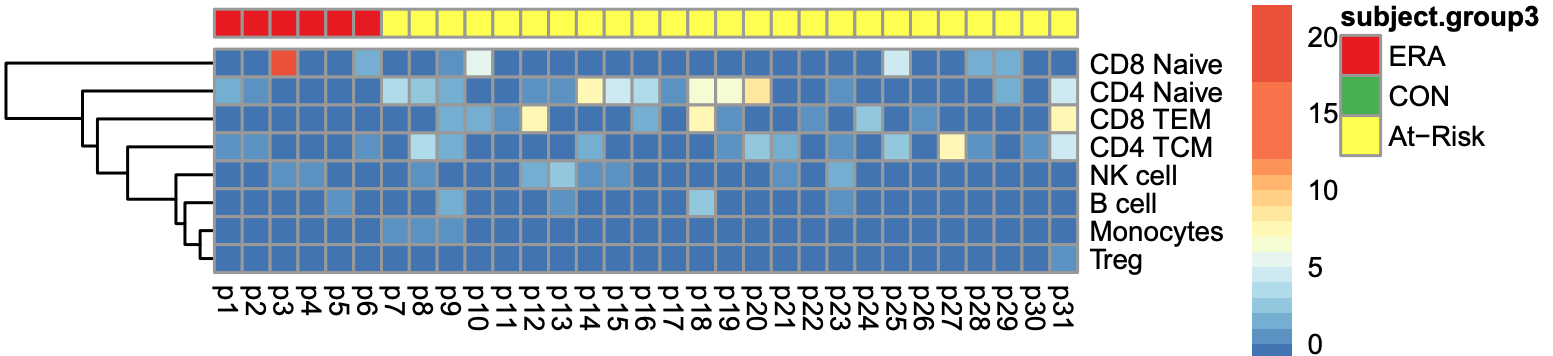 subject.group3
ERA
CON
At−Risk
20
15
10
5
0
CD8 Naive
CD4 Naive
CD8 TEM
CD4 TCM
NK cell
B cell
Monocytes
Treg
p1 p2 p3 p4 p5 p6 p7 p8 p9 p10 p11 p12 p13 p14 p15 p16 p17 p18 p19 p20 p21 p22 p23 p24 p25 p26 p27 p28 p29 p30 p31